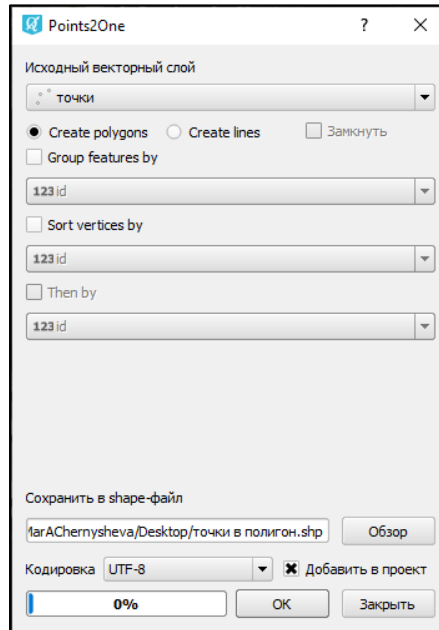 Points2One
?
Исходный векторный слой
точки
Create polygons Create lines Замкнуть
Group features by
123 id
Sort vertices by
123 id
Then by
123 id
Сохранить в shape-файл
MarAChernysheva/Desktop/точки в полигон.shp Обзор
Кодировка UTF-8 Добавить в проект
0% OK Закрыть